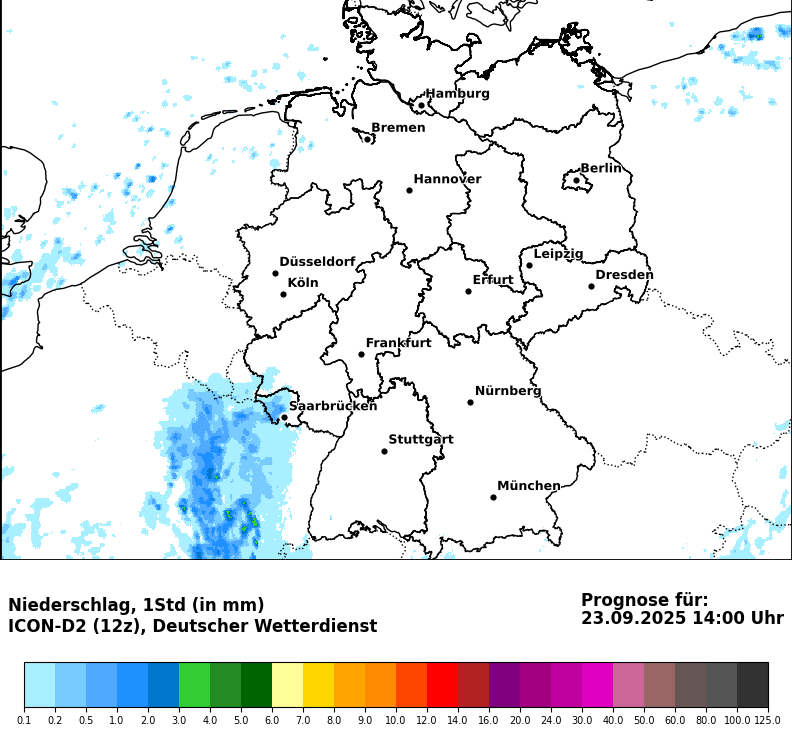 Hamburg
Bremen
Berlin
Hannover
Leipzig
Düsseldorf
Dresden
Köln
Erfurt
Frankfurt
Nürnberg
Saarbrücken
Stuttgart
München
Niederschlag, 1Std (in mm)
ICON-D2 (12z), Deutscher Wetterdienst
Prognose für:
23.09.2025 14:00 Uhr
0.1 0.2 0.5 1.0 2.0 3.0 4.0 5.0 6.0 7.0 8.0 9.0 10.0 12.0 14.0 16.0 20.0 24.0 30.0 40.0 50.0 60.0 80.0 100.0 125.0